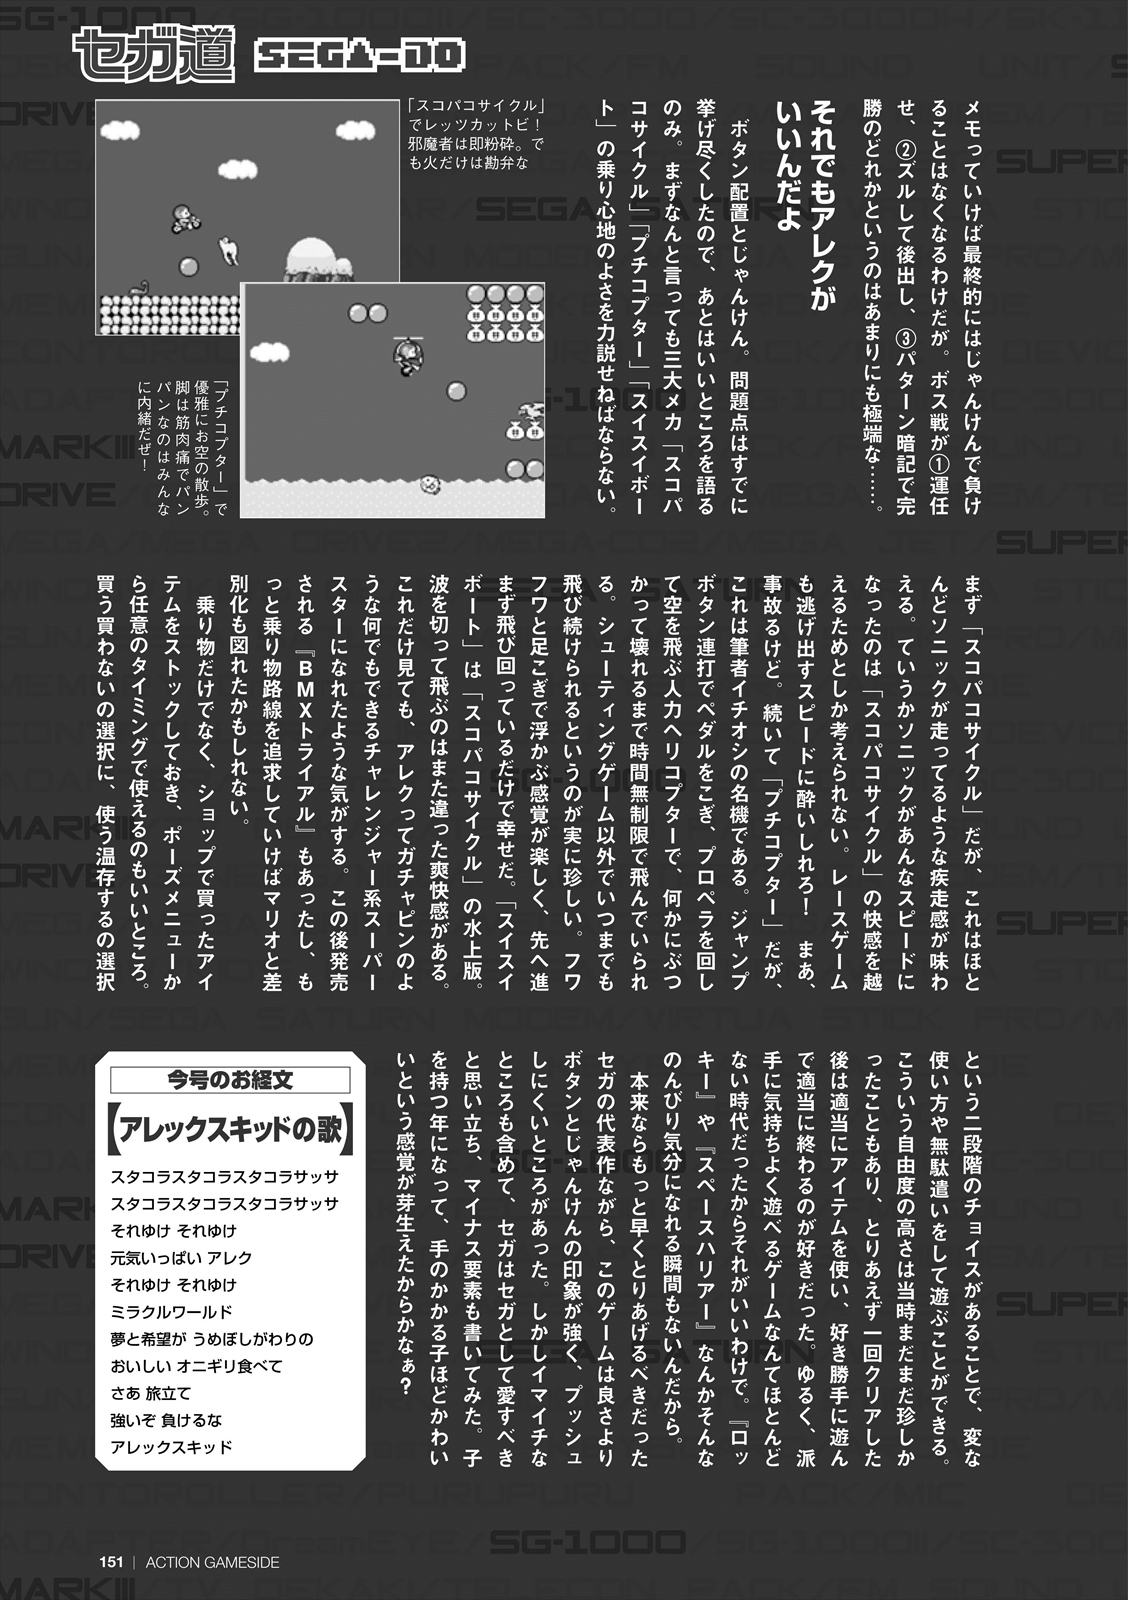 セガ道 SEGA-DO
メモっていけば最終的にはじゃんけんで負け
ることはなくなるわけだが。ボス戦が①運任
せ、②ズルして後出し、③パターン暗記で完
勝のどれかというのはあまりにも極端な……。
それでもアレクが
いいんだよ
ボタン配置とじゃんけん。問題点はすでに
挙げ尽くしたので、あとはいいところを語る
のみ。まずなんと言っても三大メカ「スコパ
コサイクル」「プチコプター」「スイスイボー
ト」の乗り心地のよさを力説せねばならない。
「スコパコサイクル」
でレッツカットビ！
邪魔者は即粉砕。で
も火だけは勘弁な
「プチコプター」で
優雅にお空の散歩。
脚は筋肉痛でパン
パンなのはみんな
に内緒だぜ！
まず「スコパコサイクル」だが、これはほと
んどソニックが走ってるような疾走感が味わ
える。ていうかソニックがあんなスピードに
なったのは「スコパコサイクル」の快感を越
えるためとしか考えられない。レースゲーム
も逃げ出すスピードに酔いしれろ！　まあ、
事故るけど。続いて「プチコプター」だが、
これは筆者イチオシの名機である。ジャンプ
ボタン連打でペダルをこぎ、プロペラを回し
て空を飛ぶ人力ヘリコプターで、何かにぶつ
かって壊れるまで時間無制限で飛んでいられ
る。シューティングゲーム以外でいつまでも
飛び続けられるというのが実に珍しい。フワ
フワと足こぎで浮かぶ感覚が楽しく、先へ進
まず飛び回っているだけで幸せだ。「スイスイ
ボート」は「スコパコサイクル」の水上版。
波を切って飛ぶのはまた違った爽快感がある。
これだけ見ても、アレクってガチャピンのよ
うな何でもできるチャレンジャー系スーパー
スターになれたような気がする。この後発売
される『BMXトライアル』もあったし、も
っと乗り物路線を追求していけばマリオと差
別化も図れたかもしれない。
乗り物だけでなく、ショップで買ったアイ
テムをストックしておき、ポーズメニューか
ら任意のタイミングで使えるのもいいところ。
買う買わないの選択に、使う温存するの選択
という二段階のチョイスがあることで、変な
使い方や無駄遣いをして遊ぶことができる。
こういう自由度の高さは当時まだまだ珍しか
ったこともあり、とりあえず一回クリアした
後は適当にアイテムを使い、好き勝手に遊ん
で適当に終わるのが好きだった。ゆるく、派
手に気持ちよく遊べるゲームなんてほとんど
ない時代だったからそれがいいわけで。『ロッ
キー』や『スペースハリアー』なんかそんな
のんびり気分になれる瞬間もないんだから。
本来ならもっと早くとりあげるべきだった
セガの代表作ながら、このゲームは良さより
ボタンとじゃんけんの印象が強く、プッシュ
しにくいところがあった。しかしイマイチな
ところも含めて、セガはセガとして愛すべき
と思い立ち、マイナス要素も書いてみた。子
を持つ年になって、手のかかる子ほどかわい
いという感覚が芽生えたからかなぁ？
今号のお経文
【アレックスキッドの歌】
スタコラスタコラスタコラサッサ
スタコラスタコラスタコラサッサ
それゆけ それゆけ
元気いっぱい アレク
それゆけ それゆけ
ミラクルワールド
夢と希望が うめぼしがわりの
おいしい オニギリ食べて
さあ 旅立て
強いぞ 負けるな
アレックスキッド
151 | ACTION GAMESIDE